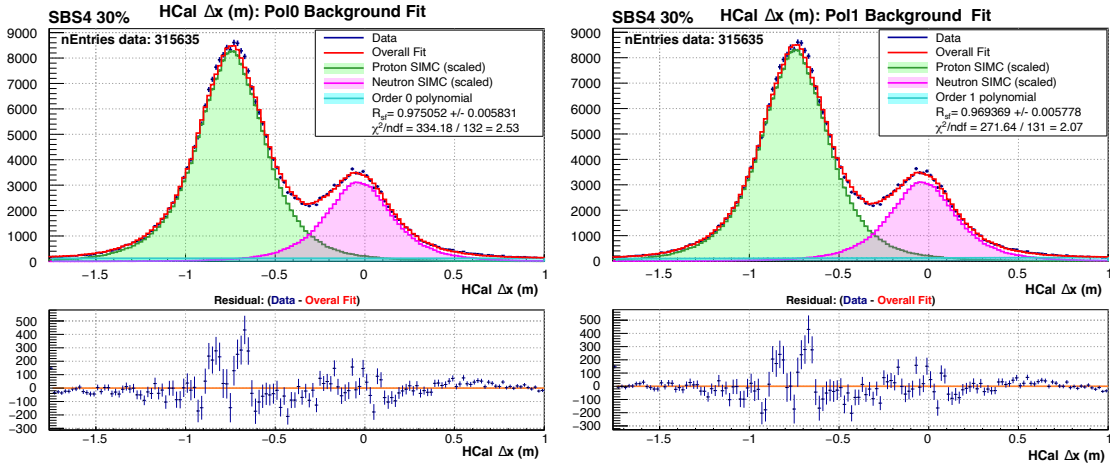 SBS4 30%
HCal Δx (m): Pol0 Background Fit
nEntries data: 315635
Data
Overall Fit
Proton SIMC (scaled)
Neutron SIMC (scaled)
Order 0 polynomial
R_sf= 0.975052 +/- 0.005831
χ²/ndf = 334.18 / 132 = 2.53
9000
8000
7000
6000
5000
4000
3000
2000
1000
0
−1.5
−1
−0.5
0
0.5
1
HCal Δx (m)
Residual: (Data - Overal Fit)
500
400
300
200
100
0
−100
−200
−300
−1.5
−1
−0.5
0
0.5
1
HCal Δx (m)
SBS4 30%
HCal Δx (m): Pol1 Background Fit
nEntries data: 315635
Data
Overall Fit
Proton SIMC (scaled)
Neutron SIMC (scaled)
Order 1 polynomial
R_sf= 0.969369 +/- 0.005778
χ²/ndf = 271.64 / 131 = 2.07
9000
8000
7000
6000
5000
4000
3000
2000
1000
0
−1.5
−1
−0.5
0
0.5
1
HCal Δx (m)
Residual: (Data - Overall Fit)
500
400
300
200
100
0
−100
−200
−300
−1.5
−1
−0.5
0
0.5
1
HCal Δx (m)